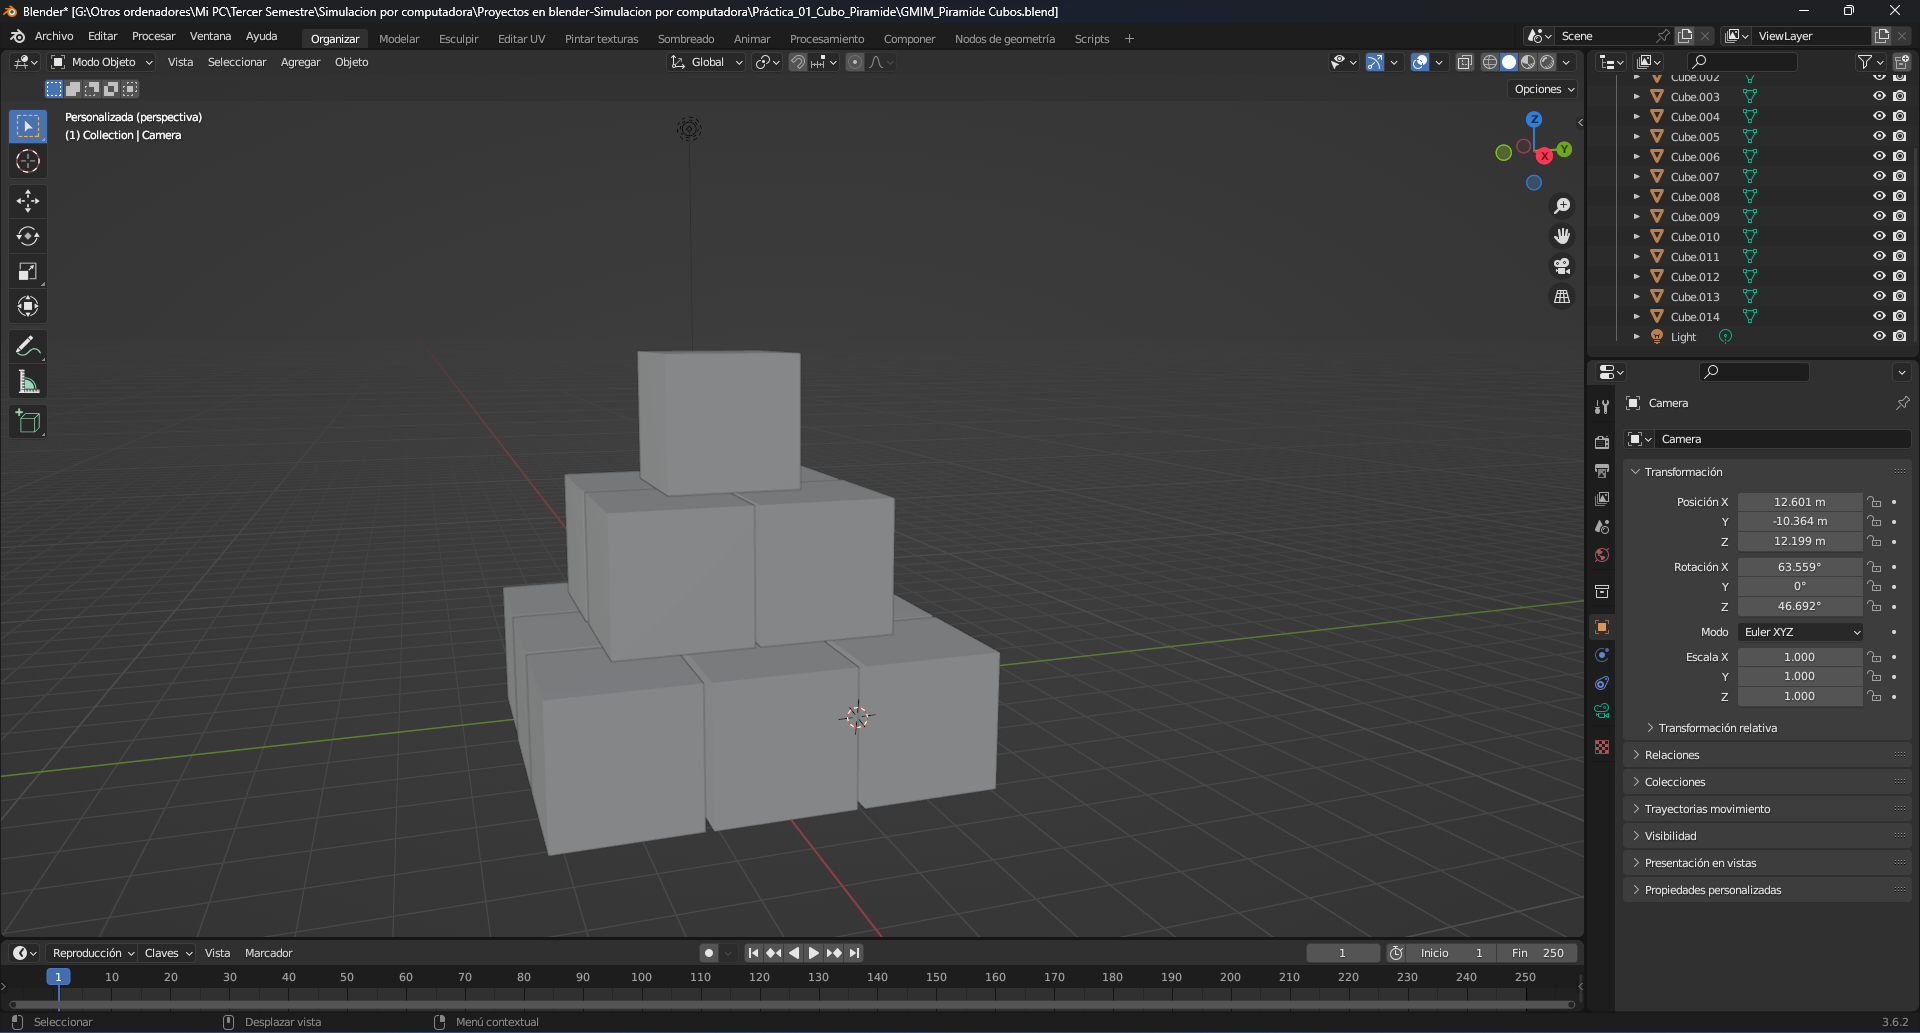 Blender* [G:\Otros ordenadores\Mi PC\Tercer Semestre\Simulacion por computadora\Proyectos en blender-Simulacion por computadora\Práctica_01_Cubo_Piramide\GMIM_Piramide Cubos.blend]
Archivo Editar Procesar Ventana Ayuda Organizar Modelar Esculpir Editar UV Pintar texturas Sombreado Animar Procesamiento Componer Nodos de geometría Scripts + Scene ViewLayer
Modo Objeto Vista Seleccionar Agregar Objeto Global
Opciones
Personalizada (perspectiva)
(1) Collection | Camera
Z
Y
X
Cube.002
Cube.003
Cube.004
Cube.005
Cube.006
Cube.007
Cube.008
Cube.009
Cube.010
Cube.011
Cube.012
Cube.013
Cube.014
Light
Camera
Camera
Transformación
Posición X 12.601 m
Y -10.364 m
Z 12.199 m
Rotación X 63.559°
Y 0°
Z 46.692°
Modo Euler XYZ
Escala X 1.000
Y 1.000
Z 1.000
Transformación relativa
Relaciones
Colecciones
Trayectorias movimiento
Visibilidad
Presentación en vistas
Propiedades personalizadas
Reproducción Claves Vista Marcador 1 Inicio 1 Fin 250
1 10 20 30 40 50 60 70 80 90 100 110 120 130 140 150 160 170 180 190 200 210 220 230 240 250
Seleccionar Desplazar vista Menú contextual 3.6.2